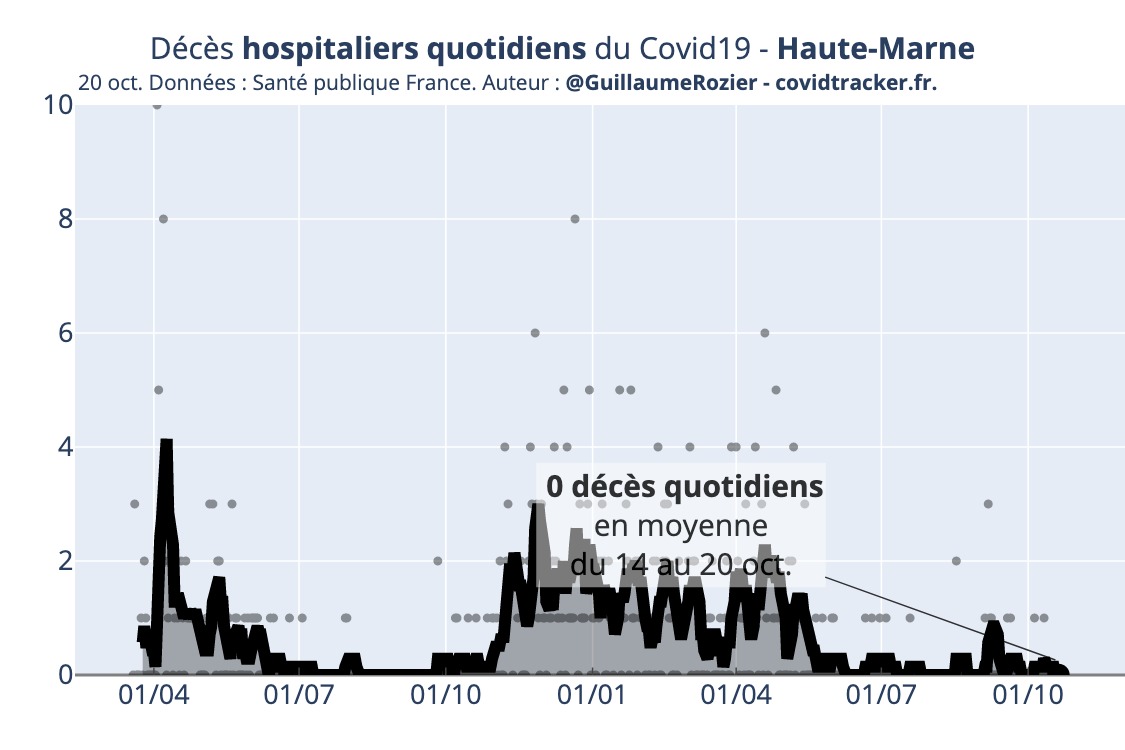 Décès hospitaliers quotidiens du Covid19 - Haute-Marne
20 oct. Données : Santé publique France. Auteur : @GuillaumeRozier - covidtracker.fr.
10
8
6
4
0 décès quotidiens
en moyenne
du 14 au 20 oct.
2
0
01/04 01/07 01/10 01/01 01/04 01/07 01/10